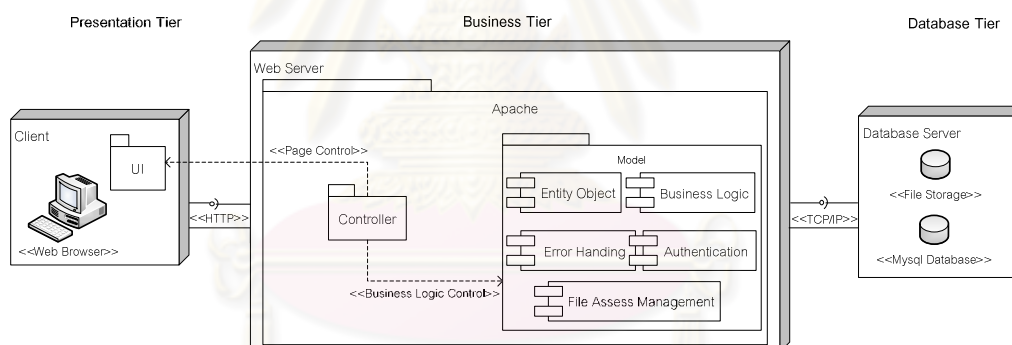 Presentation Tier
Business Tier
Database Tier
Web Server
Apache
Client
UI
<<Web Browser>>
<<HTTP>>
<<Page Control>>
Controller
<<Business Logic Control>>
Model
Entity Object
Business Logic
Error Handing
Authentication
File Assess Management
<<TCP/IP>>
Database Server
<<File Storage>>
<<Mysql Database>>